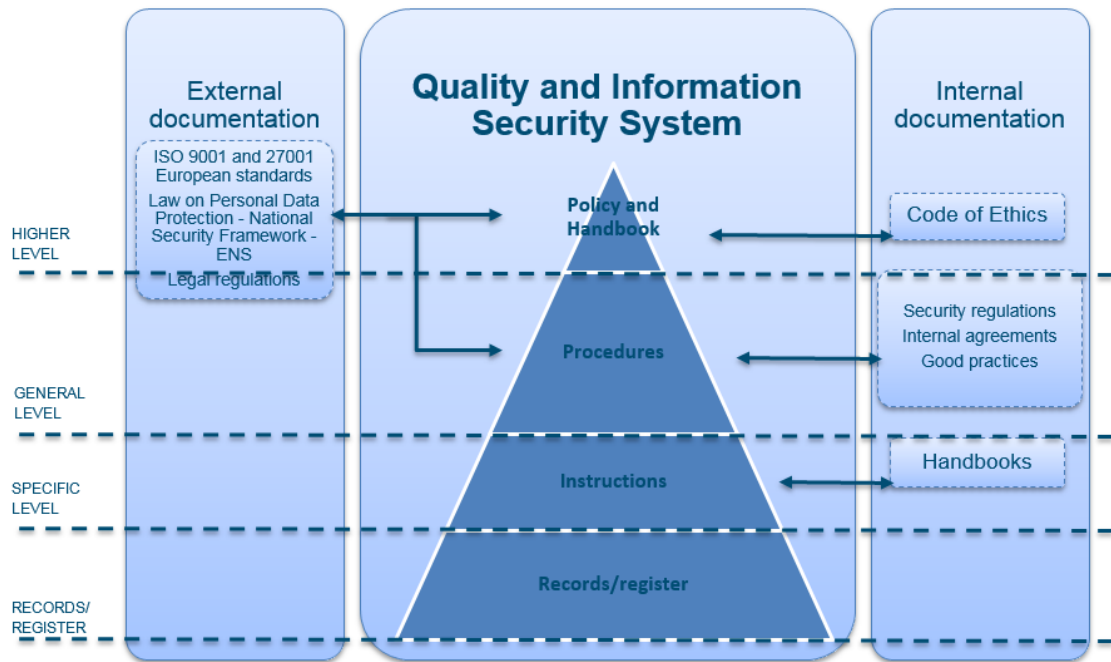 External
documentation
ISO 9001 and 27001
European standards
Law on Personal Data
Protection - National
Security Framework -
ENS
Legal regulations
Quality and Information
Security System
Policy and
Handbook
Procedures
Instructions
Records/register
Internal
documentation
Code of Ethics
Security regulations
Internal agreements
Good practices
Handbooks
HIGHER
LEVEL
GENERAL
LEVEL
SPECIFIC
LEVEL
RECORDS/
REGISTER